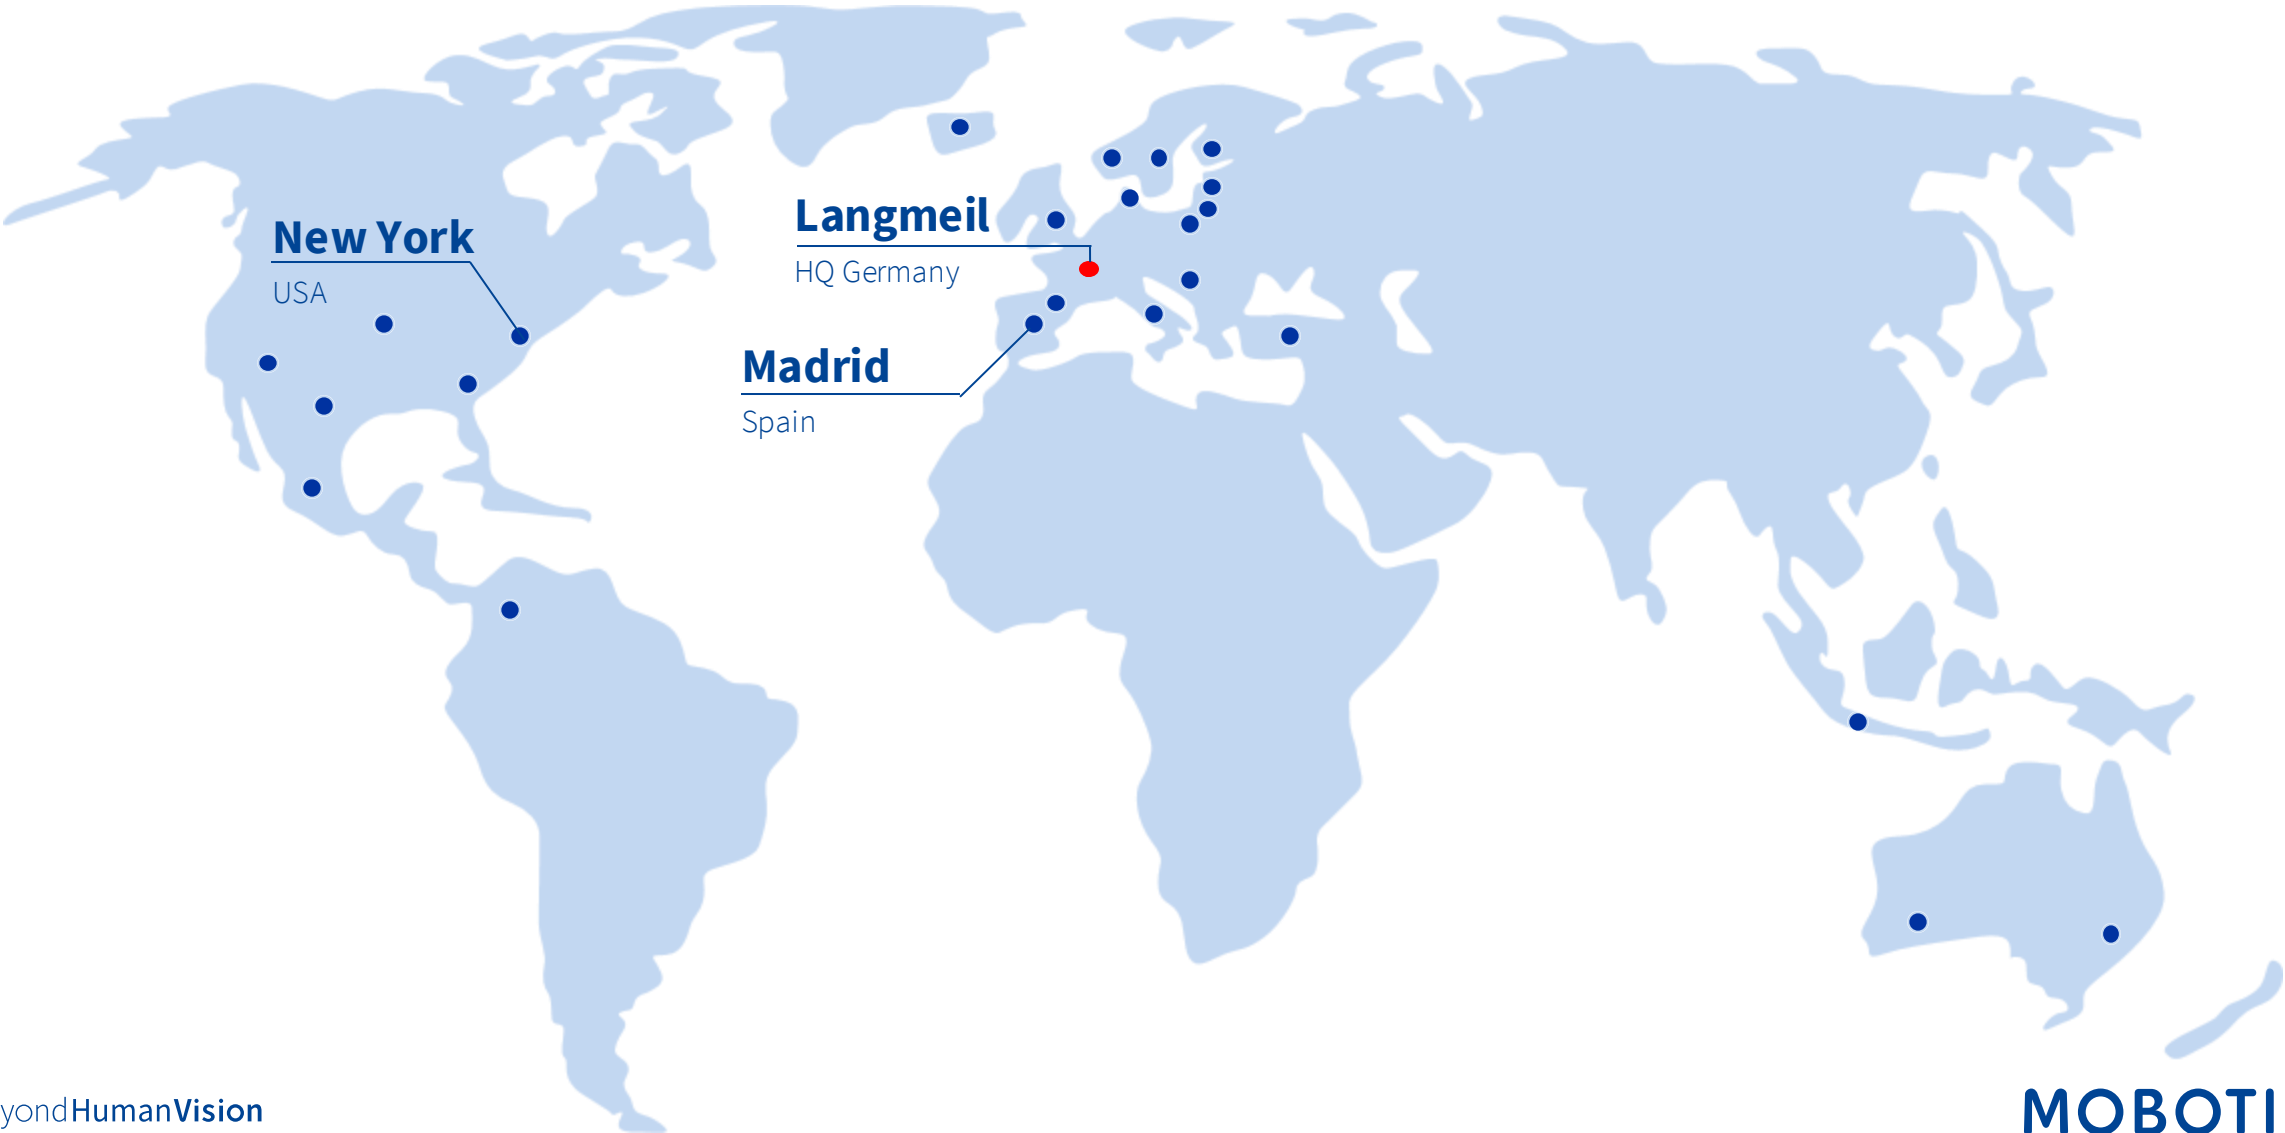 Langmeil
HQ Germany
New York
USA
Madrid
Spain
yondHumanVision
MOBOTI